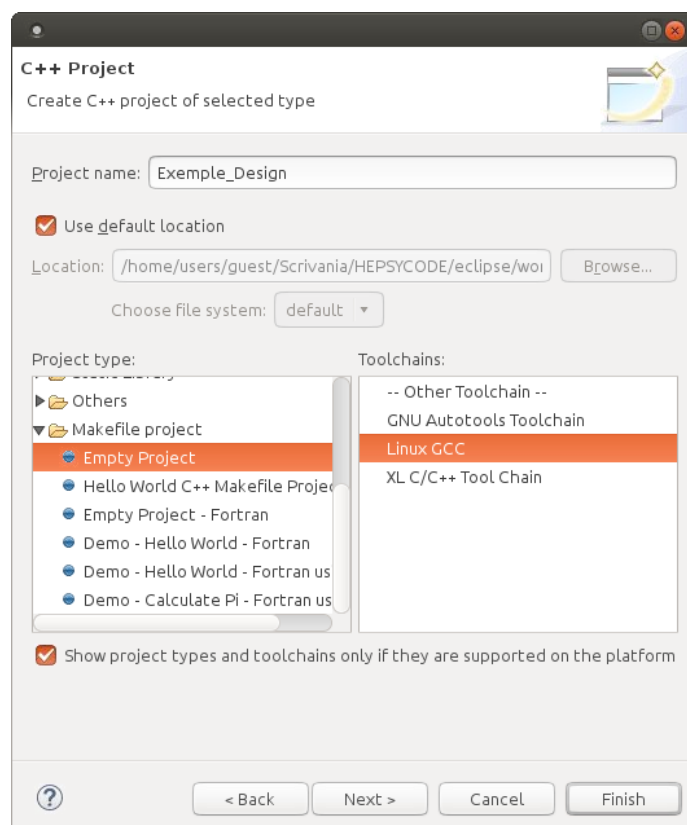 C++ Project
Create C++ project of selected type
Project name: Exemple_Design
Use default location
Location: /home/users/guest/Scrivania/HEPSYCODE/eclipse/wor Browse...
Choose file system: default
Project type: Toolchains:
Others
Makefile project
Empty Project
Hello World C++ Makefile Projec
Empty Project - Fortran
Demo - Hello World - Fortran
Demo - Hello World - Fortran us
Demo - Calculate Pi - Fortran us
-- Other Toolchain --
GNU Autotools Toolchain
Linux GCC
XL C/C++ Tool Chain
Show project types and toolchains only if they are supported on the platform
? < Back Next > Cancel Finish